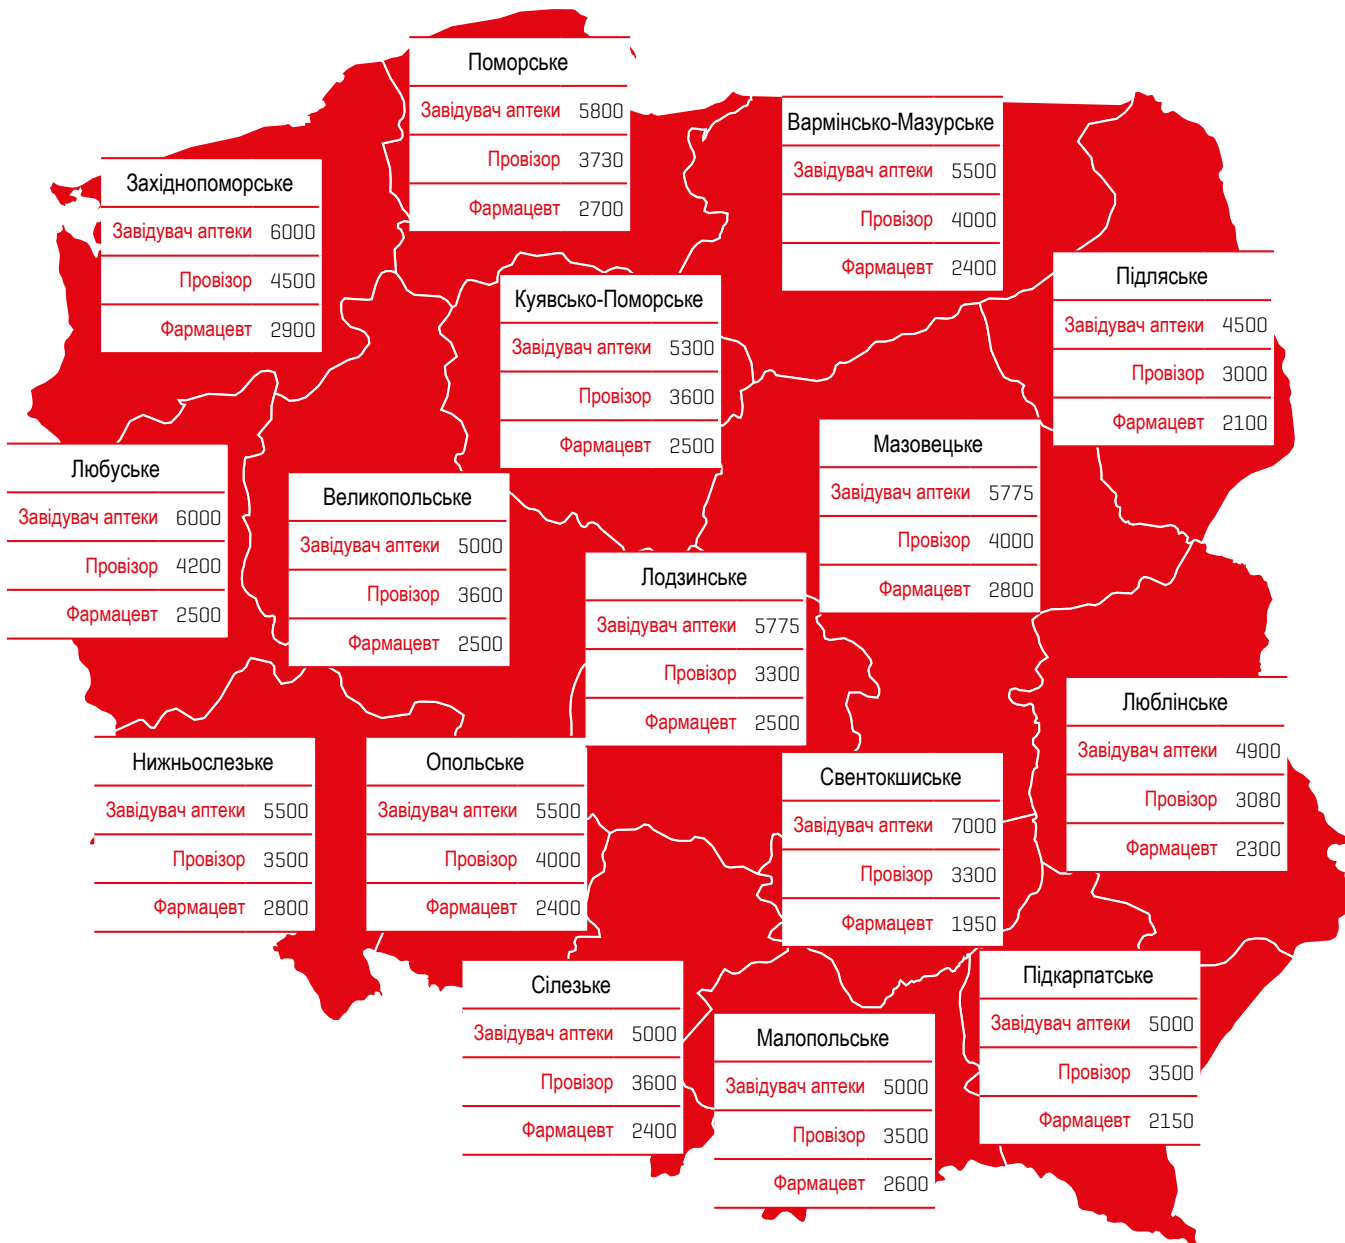 Поморське
Завідувач аптеки 5800
Провізор 3730
Фармацевт 2700
Вармінсько-Мазурське
Завідувач аптеки 5500
Провізор 4000
Фармацевт 2400
Західнопоморське
Завідувач аптеки 6000
Провізор 4500
Фармацевт 2900
Підляське
Завідувач аптеки 4500
Провізор 3000
Фармацевт 2100
Куявсько-Поморське
Завідувач аптеки 5300
Провізор 3600
Фармацевт 2500
Мазовецьке
Завідувач аптеки 5775
Провізор 4000
Фармацевт 2800
Любуське
Завідувач аптеки 6000
Провізор 4200
Фармацевт 2500
Великопольське
Завідувач аптеки 5000
Провізор 3600
Фармацевт 2500
Лодзинське
Завідувач аптеки 5775
Провізор 3300
Фармацевт 2500
Люблінське
Завідувач аптеки 4900
Провізор 3080
Фармацевт 2300
Нижньослезьке
Завідувач аптеки 5500
Провізор 3500
Фармацевт 2800
Опольське
Завідувач аптеки 5500
Провізор 4000
Фармацевт 2400
Свентокшиське
Завідувач аптеки 7000
Провізор 3300
Фармацевт 1950
Сілезьке
Завідувач аптеки 5000
Провізор 3600
Фармацевт 2400
Малопольське
Завідувач аптеки 5000
Провізор 3500
Фармацевт 2600
Підкарпатське
Завідувач аптеки 5000
Провізор 3500
Фармацевт 2150